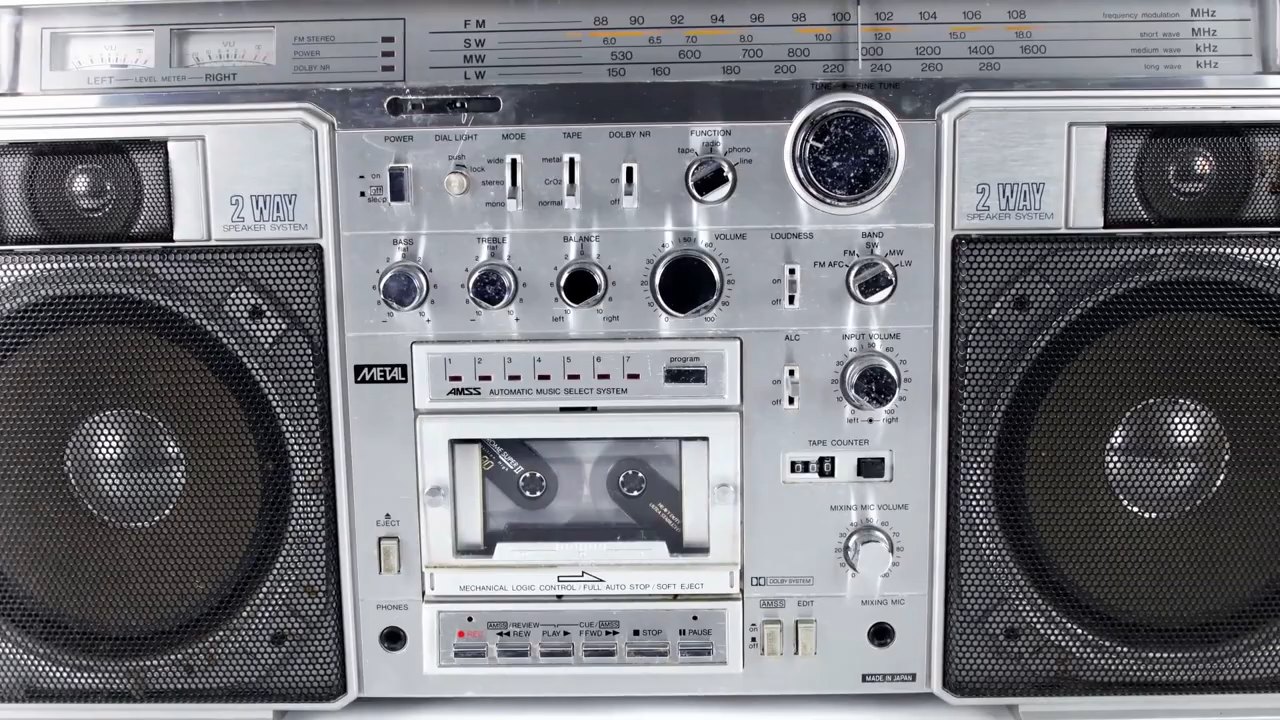 FM 88 90 92 94 96 98 100 102 104 106 108 frequency modulation MHz
SW 6.0 6.5 7.0 8.0 10.0 12.0 15.0 18.0 short wave MHz
MW 530 600 700 800 1000 1200 1400 1600 medium wave kHz
LW 150 160 180 200 220 240 260 280 long wave kHz
VU VU
FM STEREO
POWER
DOLBY NR
LEFT LEVEL METER RIGHT
TUNE FINE TUNE
POWER DIAL LIGHT MODE TAPE DOLBY NR FUNCTION
on
off
sleep
push
lock
wide
stereo
mono
metal
CrO2
normal
on
off
tape radio phono line
2 WAY
SPEAKER SYSTEM
2 WAY
SPEAKER SYSTEM
BASS TREBLE BALANCE VOLUME LOUDNESS BAND
flat
flat
left right
on
off
FM AFC FM SW MW LW
METAL
1 2 3 4 5 6 7 program
AMSS AUTOMATIC MUSIC SELECT SYSTEM
ALC
on
off
INPUT VOLUME
left right
TAPE COUNTER
MIXING MIC VOLUME
EJECT
MECHANICAL LOGIC CONTROL / FULL AUTO STOP / SOFT EJECT
DOLBY SYSTEM
PHONES
AMSS/REVIEW CUE/AMSS
REC REW PLAY FFWD STOP PAUSE
AMSS EDIT
on
off
MIXING MIC
MADE IN JAPAN